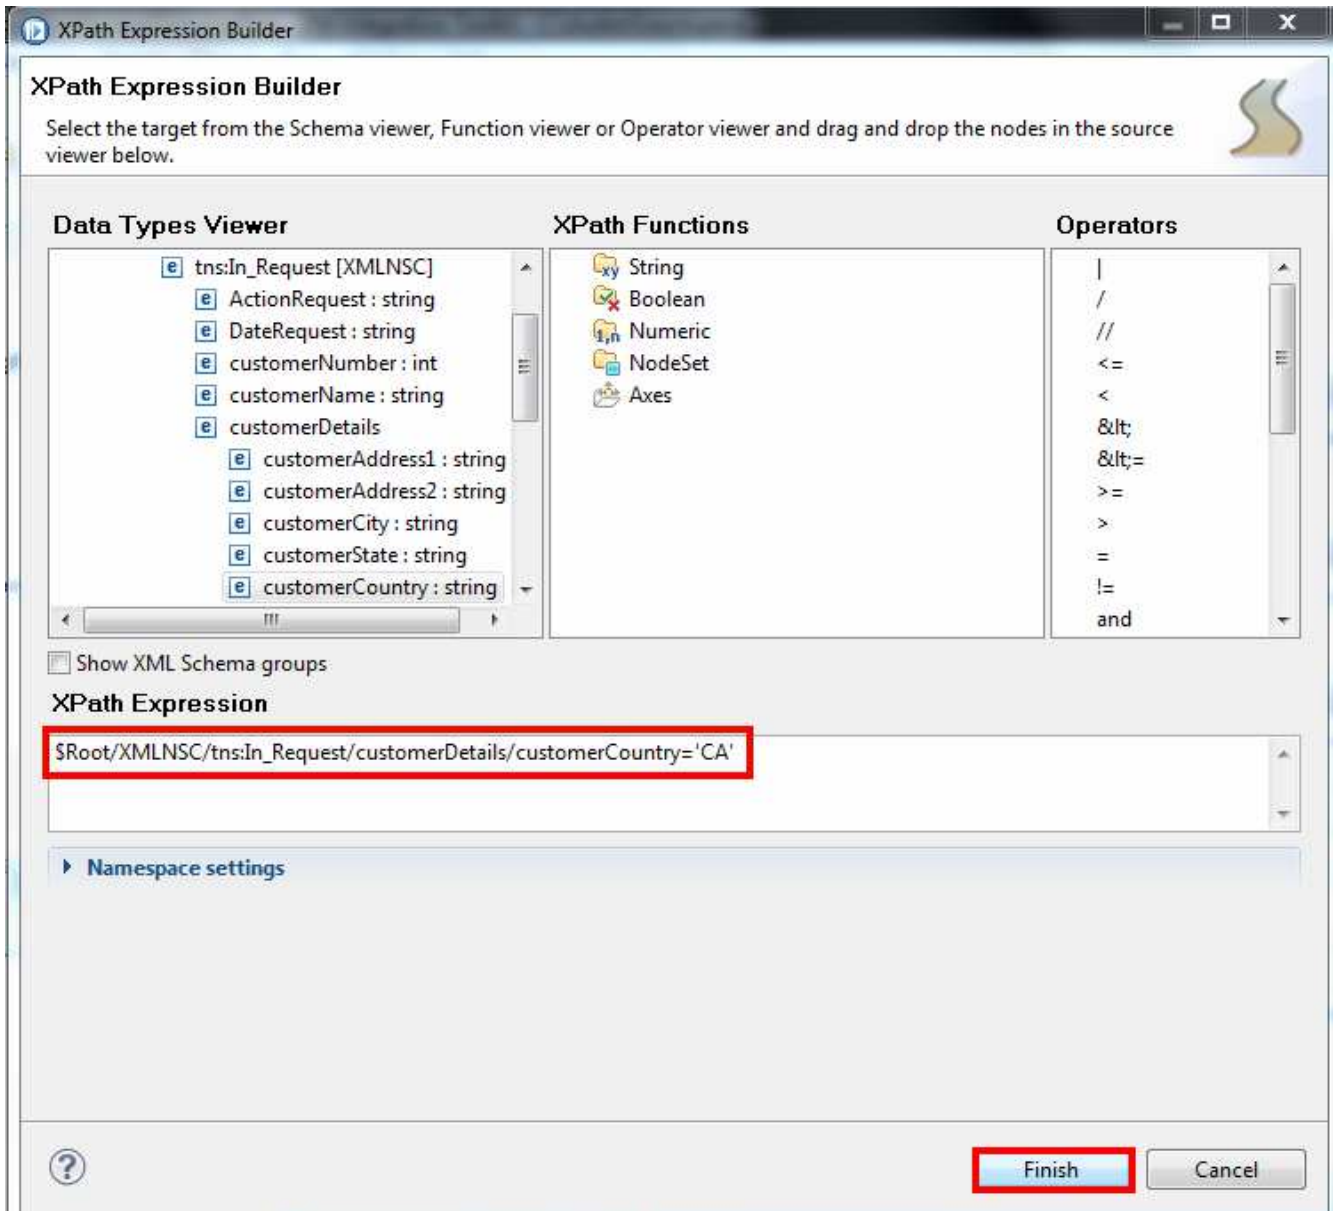 XPath Expression Builder
XPath Expression Builder
Select the target from the Schema viewer, Function viewer or Operator viewer and drag and drop the nodes in the source
viewer below.
Data Types Viewer
tns:In_Request [XMLNSC]
ActionRequest : string
DateRequest : string
customerNumber : int
customerName : string
customerDetails
customerAddress1 : string
customerAddress2 : string
customerCity : string
customerState : string
customerCountry : string
XPath Functions
String
Boolean
Numeric
NodeSet
Axes
Operators
|
/
//
<=
<
&lt;
&lt;=
>=
>
=
!=
and
Show XML Schema groups
XPath Expression
$Root/XMLNSC/tns:In_Request/customerDetails/customerCountry='CA'
Namespace settings
Finish
Cancel